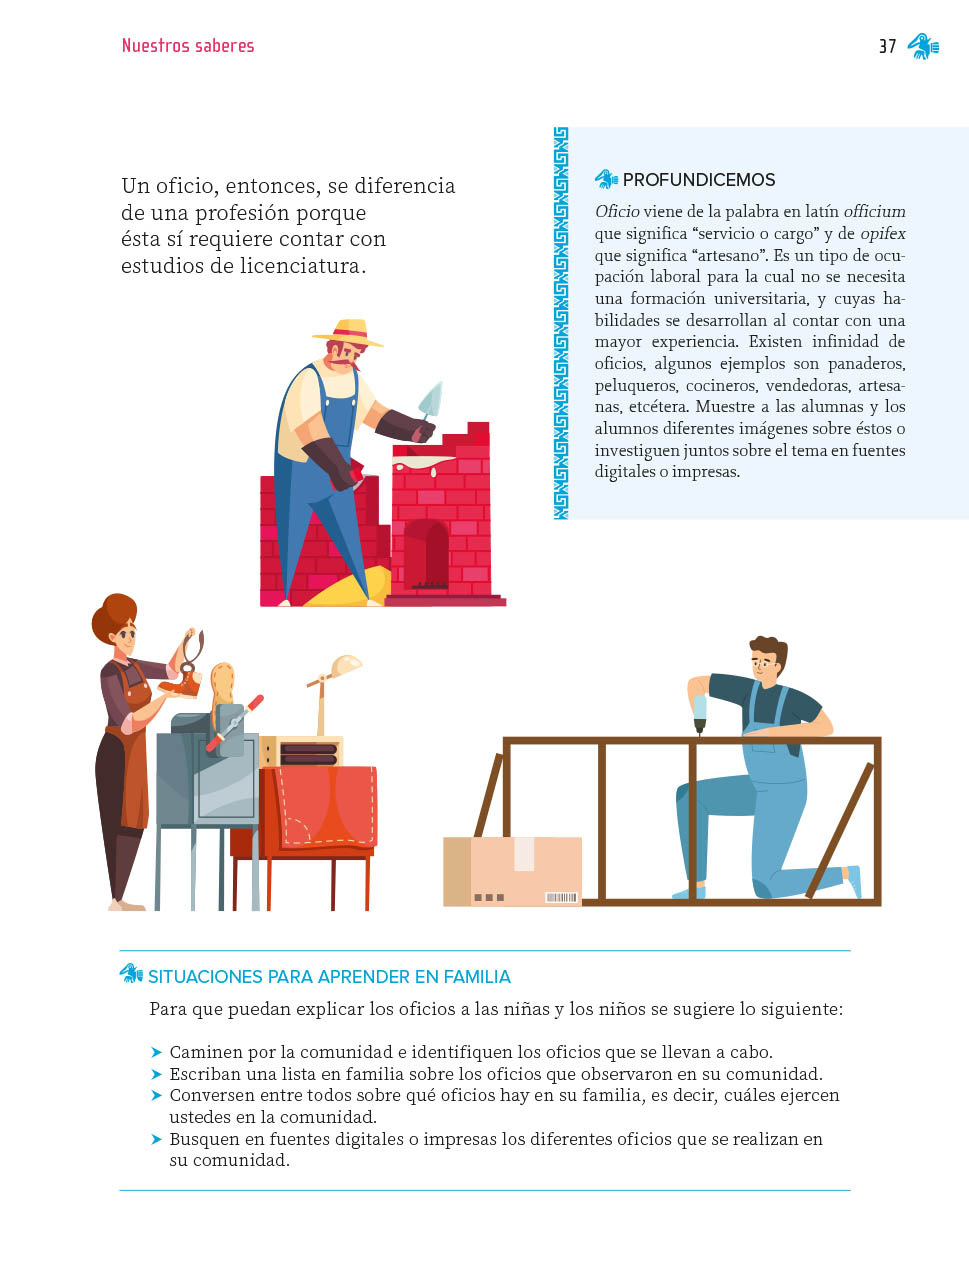 Nuestros saberes
37
Un oficio, entonces, se diferencia
de una profesión porque
ésta sí requiere contar con
estudios de licenciatura.
PROFUNDICEMOS
Oficio viene de la palabra en latín officium
que significa “servicio o cargo” y de opifex
que significa “artesano”. Es un tipo de ocu-
pación laboral para la cual no se necesita
una formación universitaria, y cuyas ha-
bilidades se desarrollan al contar con una
mayor experiencia. Existen infinidad de
oficios, algunos ejemplos son panaderos,
peluqueros, cocineros, vendedoras, artesa-
nas, etcétera. Muestre a las alumnas y los
alumnos diferentes imágenes sobre éstos o
investiguen juntos sobre el tema en fuentes
digitales o impresas.
SITUACIONES PARA APRENDER EN FAMILIA
Para que puedan explicar los oficios a las niñas y los niños se sugiere lo siguiente:
➤ Caminen por la comunidad e identifiquen los oficios que se llevan a cabo.
➤ Escriban una lista en familia sobre los oficios que observaron en su comunidad.
➤ Conversen entre todos sobre qué oficios hay en su familia, es decir, cuáles ejercen
ustedes en la comunidad.
➤ Busquen en fuentes digitales o impresas los diferentes oficios que se realizan en
su comunidad.